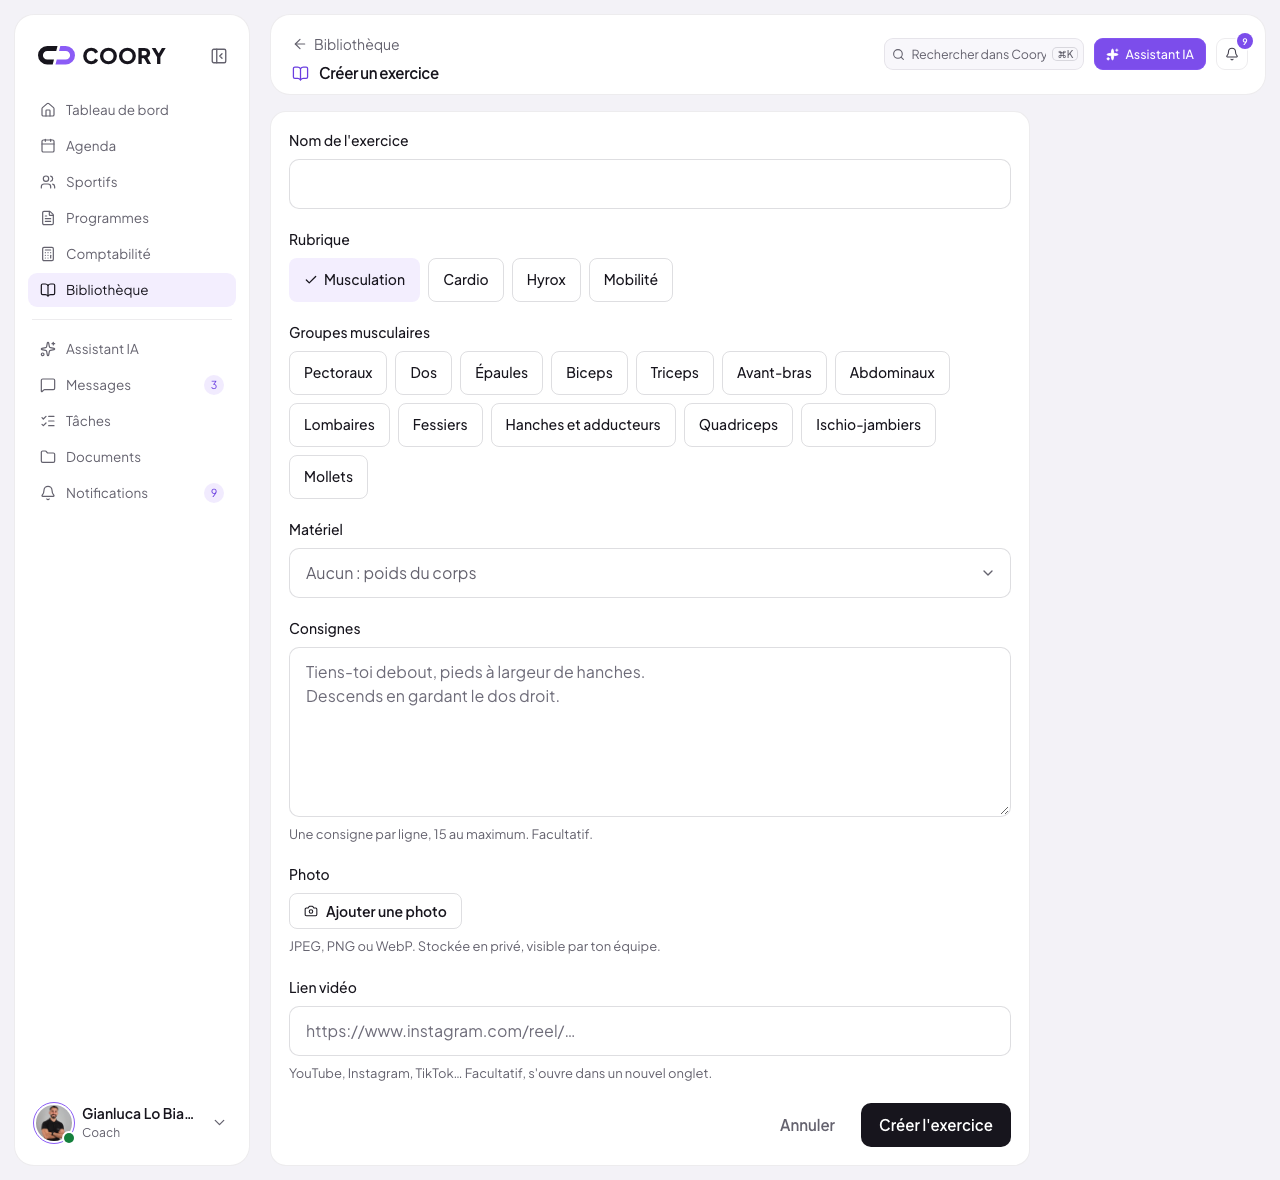 COORY
Tableau de bord
Agenda
Sportifs
Programmes
Comptabilité
Bibliothèque
Assistant IA
Messages 3
Tâches
Documents
Notifications 9
Gianluca Lo Bia…
Coach
Bibliothèque
Créer un exercice
Rechercher dans Coory ⌘K
Assistant IA
9
Nom de l'exercice
Rubrique
Musculation Cardio Hyrox Mobilité
Groupes musculaires
Pectoraux Dos Épaules Biceps Triceps Avant-bras Abdominaux
Lombaires Fessiers Hanches et adducteurs Quadriceps Ischio-jambiers
Mollets
Matériel
Aucun : poids du corps
Consignes
Tiens-toi debout, pieds à largeur de hanches.
Descends en gardant le dos droit.
Une consigne par ligne, 15 au maximum. Facultatif.
Photo
Ajouter une photo
JPEG, PNG ou WebP. Stockée en privé, visible par ton équipe.
Lien vidéo
https://www.instagram.com/reel/…
YouTube, Instagram, TikTok… Facultatif, s'ouvre dans un nouvel onglet.
Annuler Créer l'exercice